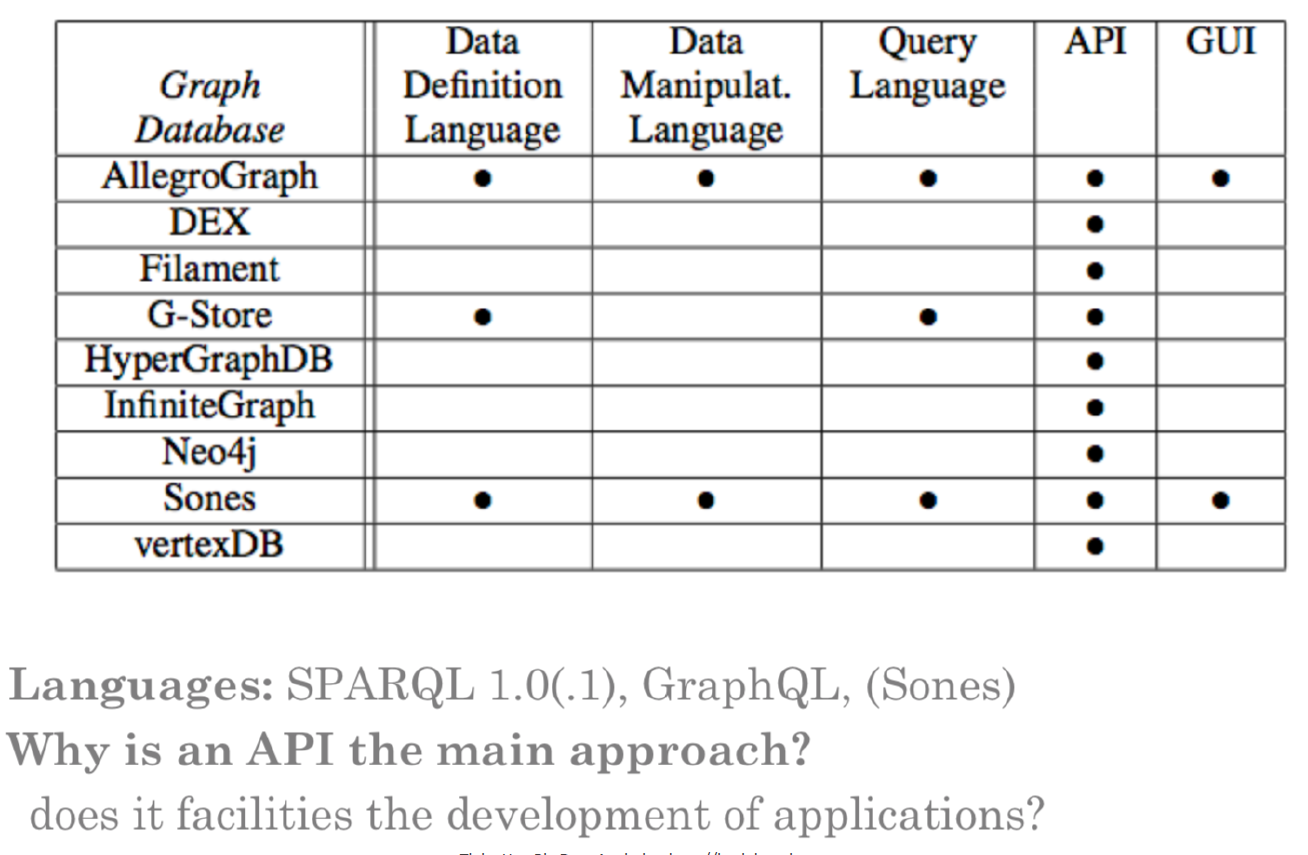 Graph Database | Data Definition Language | Data Manipulat. Language | Query Language | API | GUI
AllegroGraph | • | • | • | • | •
DEX | | | | • |
Filament | | | | • |
G-Store | • | | • | • |
HyperGraphDB | | | | • |
InfiniteGraph | | | | • |
Neo4j | | | | • |
Sones | • | • | • | • | •
vertexDB | | | | • |
Languages: SPARQL 1.0(.1), GraphQL, (Sones)
Why is an API the main approach?
does it facilities the development of applications?